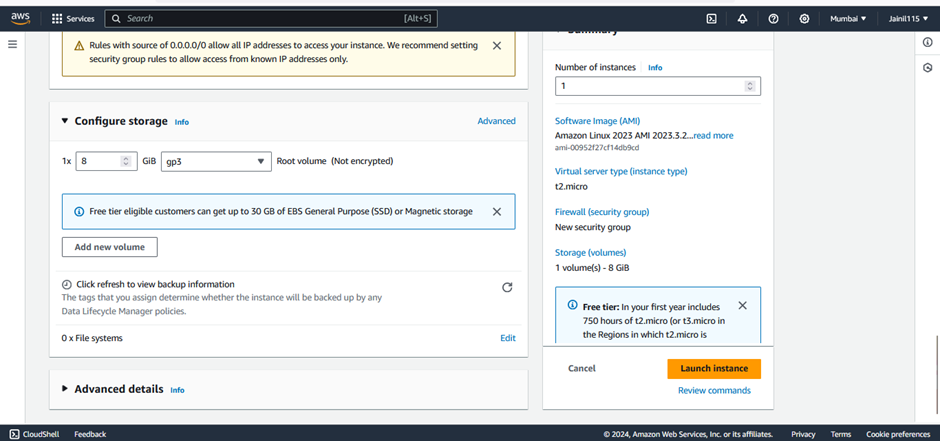 aws
Services
Search
[Alt+S]
Mumbai
Jainil115
Rules with source of 0.0.0.0/0 allow all IP addresses to access your instance. We recommend setting
security group rules to allow access from known IP addresses only.
Configure storage
Info
Advanced
1x
8
GiB
gp3
Root volume (Not encrypted)
Free tier eligible customers can get up to 30 GB of EBS General Purpose (SSD) or Magnetic storage
Add new volume
Click refresh to view backup information
The tags that you assign determine whether the instance will be backed up by any
Data Lifecycle Manager policies.
0 x File systems
Edit
Advanced details
Info
Summary
Number of instances
Info
1
Software Image (AMI)
Amazon Linux 2023 AMI 2023.3.2...read more
ami-00952f27cf14db9cd
Virtual server type (instance type)
t2.micro
Firewall (security group)
New security group
Storage (volumes)
1 volume(s) - 8 GiB
Free tier: In your first year includes
750 hours of t2.micro (or t3.micro in
the Regions in which t2.micro is
Cancel
Launch instance
Review commands
CloudShell
Feedback
© 2024, Amazon Web Services, Inc. or its affiliates.
Privacy
Terms
Cookie preferences